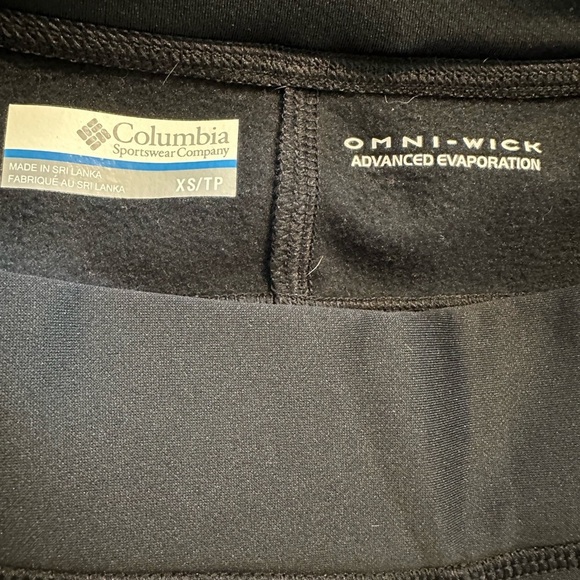 Columbia
Sportswear Company
MADE IN SRI LANKA
FABRIQUÉ AU SRI LANKA
XS/TP
OMNI-WICK
ADVANCED EVAPORATION